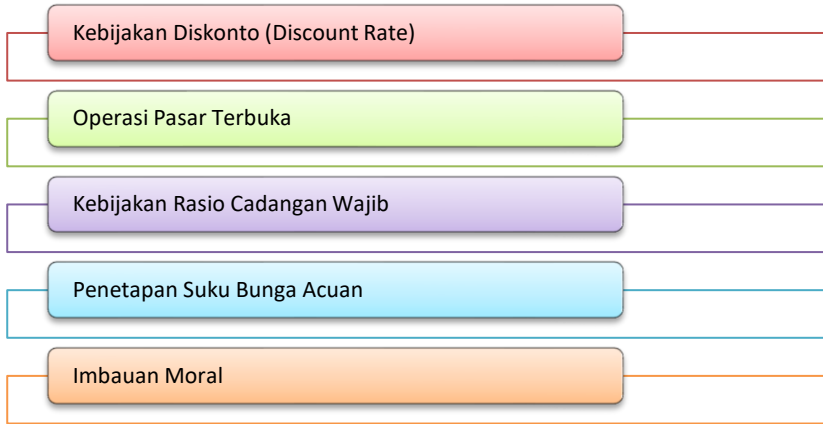 Kebijakan Diskonto (Discount Rate)
Operasi Pasar Terbuka
Kebijakan Rasio Cadangan Wajib
Penetapan Suku Bunga Acuan
Imbauan Moral